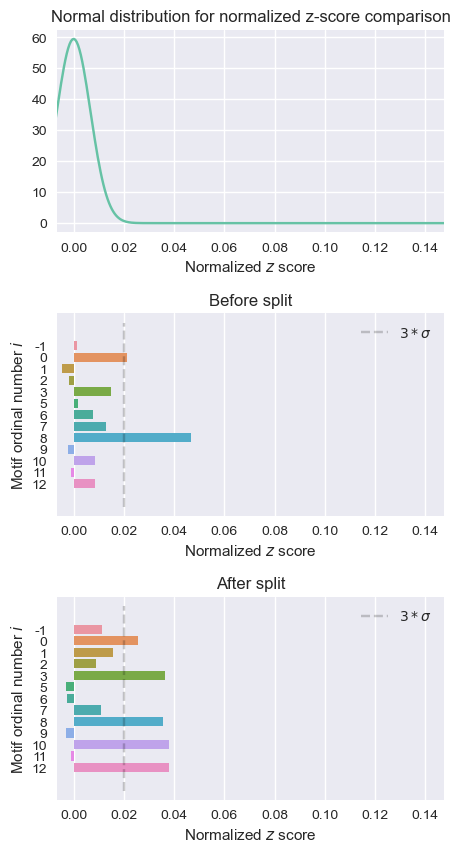 Normal distribution for normalized z-score comparison
60
50
40
30
20
10
0
0.00 0.02 0.04 0.06 0.08 0.10 0.12 0.14
Normalized z score
Before split
3 * σ
Motif ordinal number i
-1
0
1
2
3
5
6
7
8
9
10
11
12
0.00 0.02 0.04 0.06 0.08 0.10 0.12 0.14
Normalized z score
After split
3 * σ
Motif ordinal number i
-1
0
1
2
3
5
6
7
8
9
10
11
12
0.00 0.02 0.04 0.06 0.08 0.10 0.12 0.14
Normalized z score